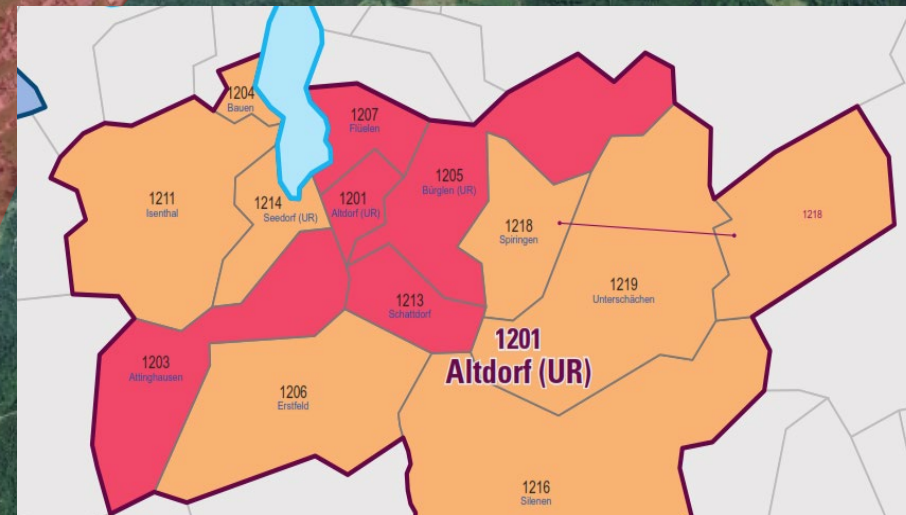 1204
Bauen
1207
Flüelen
1211
Isenthal
1214
Seedorf (UR)
1201
Altdorf (UR)
1205
Bürglen (UR)
1218
Spiringen
1218
1219
Unterschächen
1213
Schattdorf
1201
Altdorf (UR)
1203
Attinghausen
1206
Erstfeld
1216
Silenen